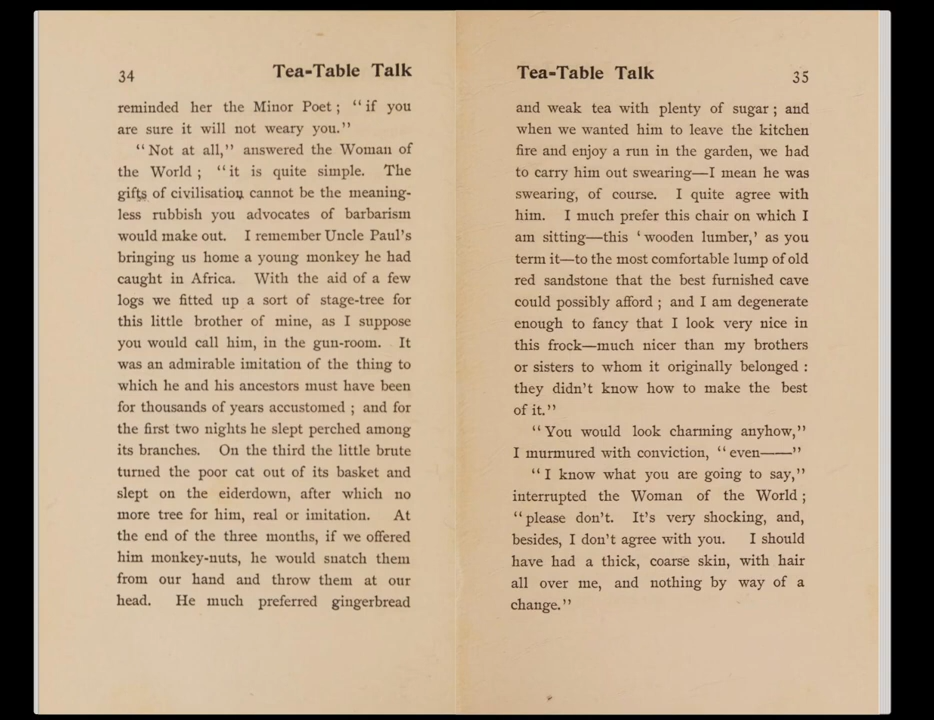 34
Tea-Table Talk
reminded her the Minor Poet; “if you
are sure it will not weary you.”
“Not at all,” answered the Woman of
the World; “it is quite simple. The
gifts of civilisation cannot be the meaning-
less rubbish you advocates of barbarism
would make out. I remember Uncle Paul’s
bringing us home a young monkey he had
caught in Africa. With the aid of a few
logs we fitted up a sort of stage-tree for
this little brother of mine, as I suppose
you would call him, in the gun-room. It
was an admirable imitation of the thing to
which he and his ancestors must have been
for thousands of years accustomed; and for
the first two nights he slept perched among
its branches. On the third the little brute
turned the poor cat out of its basket and
slept on the eiderdown, after which no
more tree for him, real or imitation. At
the end of the three months, if we offered
him monkey-nuts, he would snatch them
from our hand and throw them at our
head. He much preferred gingerbread
Tea-Table Talk
35
and weak tea with plenty of sugar; and
when we wanted him to leave the kitchen
fire and enjoy a run in the garden, we had
to carry him out swearing—I mean he was
swearing, of course. I quite agree with
him. I much prefer this chair on which I
am sitting—this ‘wooden lumber,’ as you
term it—to the most comfortable lump of old
red sandstone that the best furnished cave
could possibly afford; and I am degenerate
enough to fancy that I look very nice in
this frock—much nicer than my brothers
or sisters to whom it originally belonged:
they didn’t know how to make the best
of it.”
“You would look charming anyhow,”
I murmured with conviction, “even——”
“I know what you are going to say,”
interrupted the Woman of the World;
“please don’t. It’s very shocking, and,
besides, I don’t agree with you. I should
have had a thick, coarse skin, with hair
all over me, and nothing by way of a
change.”